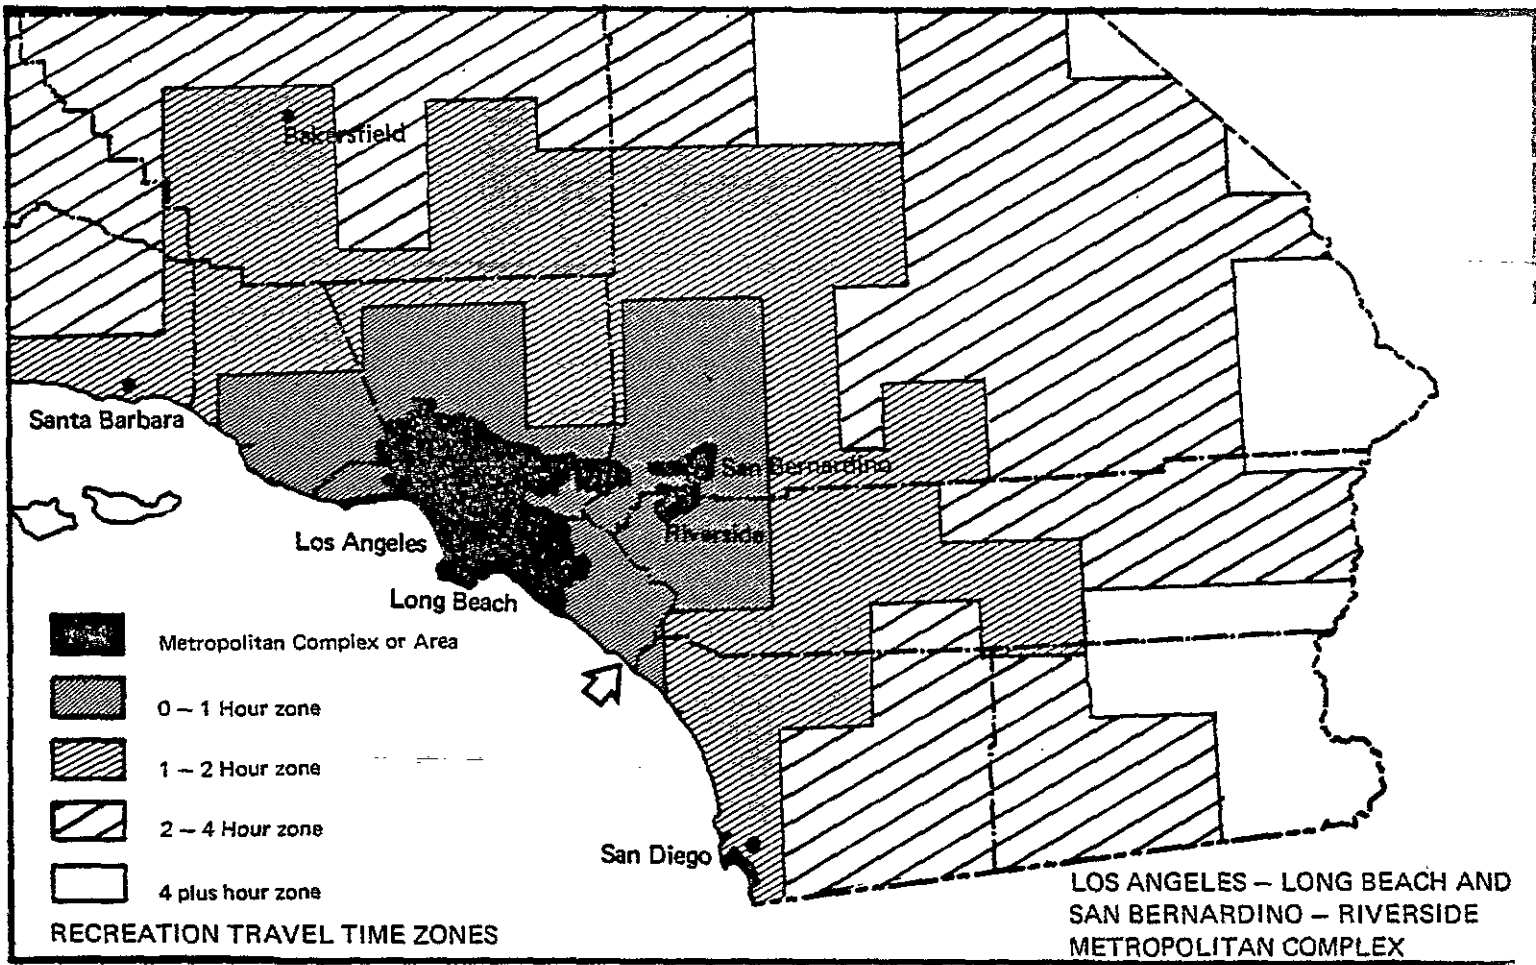 Bakersfield
Santa Barbara
San Bernardino
Riverside
Los Angeles
Long Beach
San Diego
Metropolitan Complex or Area
0 – 1 Hour zone
1 – 2 Hour zone
2 – 4 Hour zone
4 plus hour zone
RECREATION TRAVEL TIME ZONES
LOS ANGELES – LONG BEACH AND
SAN BERNARDINO – RIVERSIDE
METROPOLITAN COMPLEX